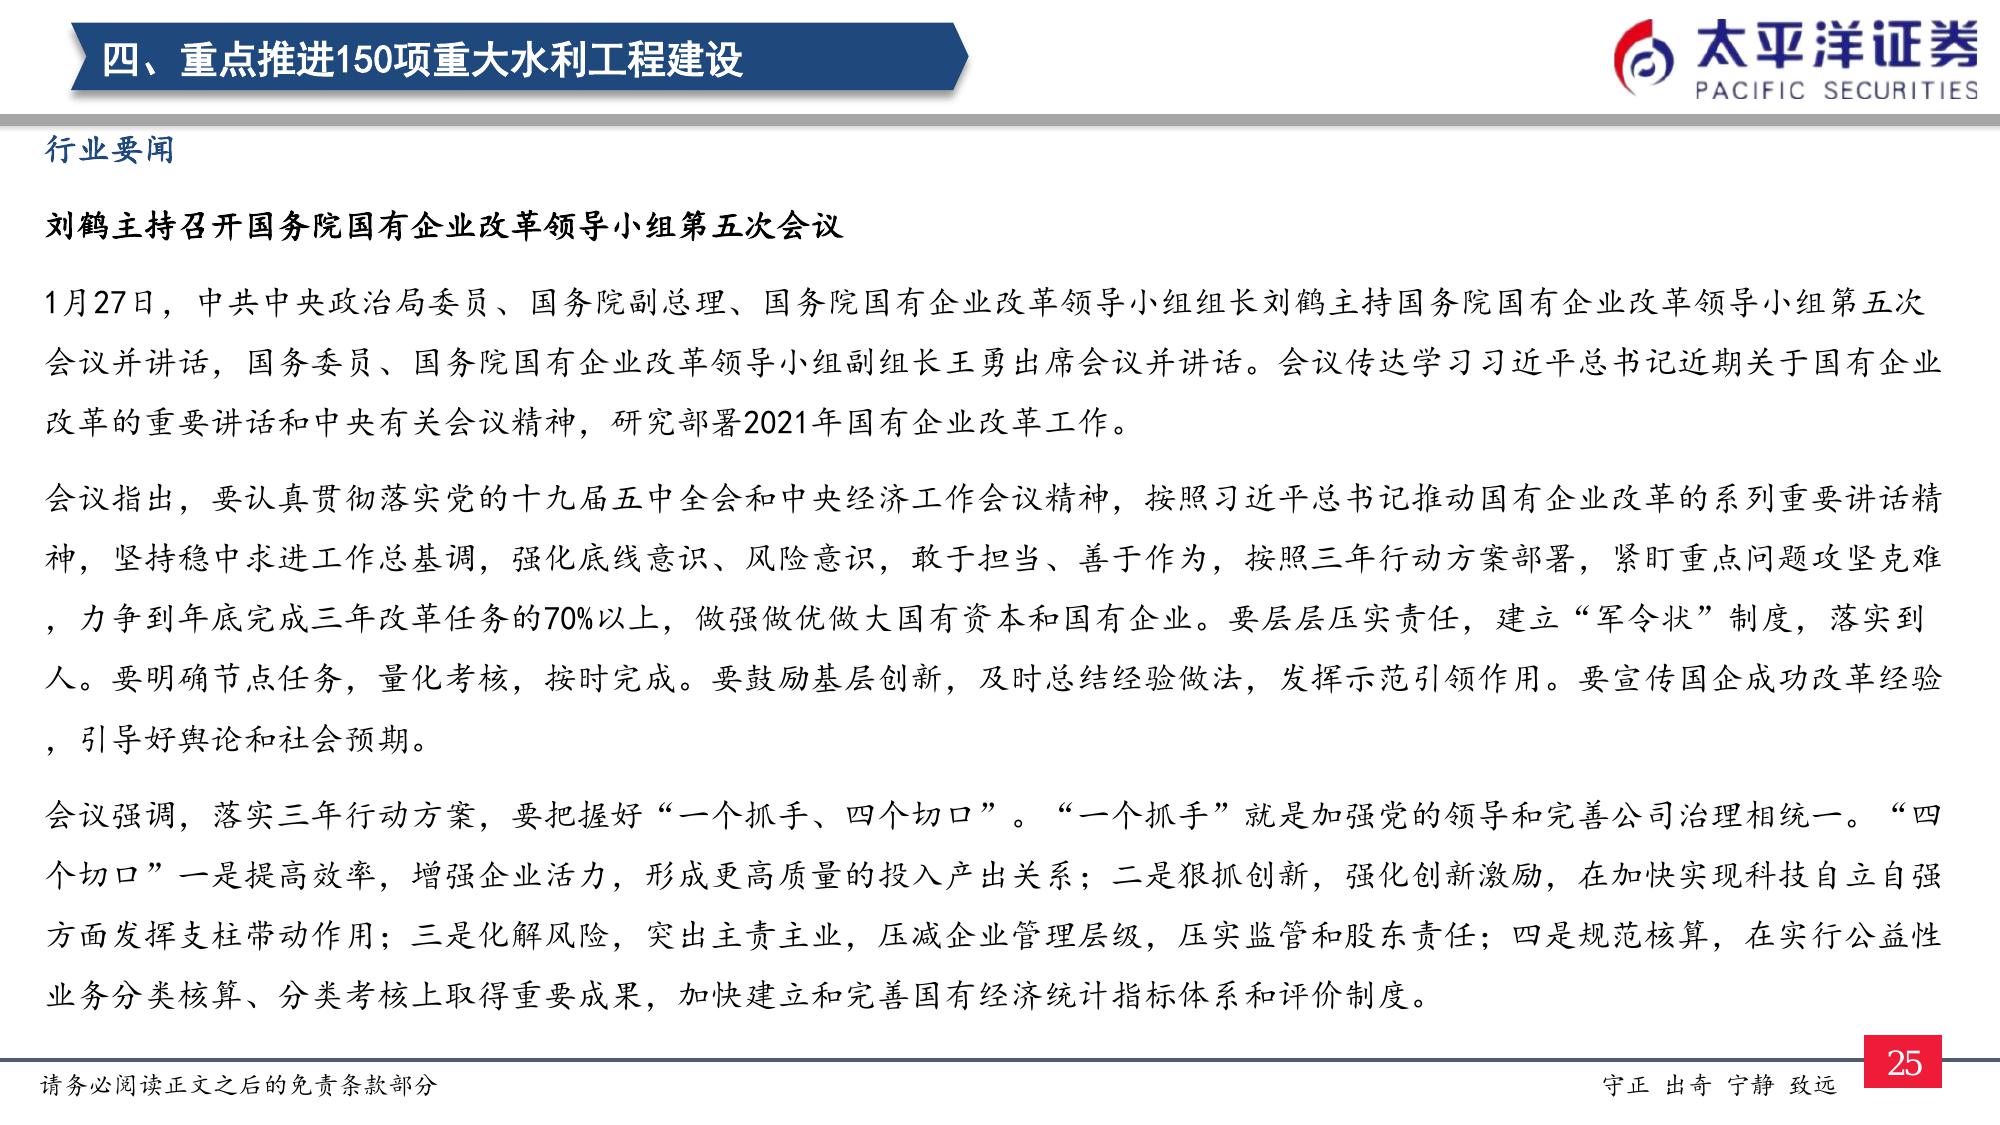 四、重点推进150项重大水利工程建设
太平洋证券
PACIFIC SECURITIES
行业要闻
刘鹤主持召开国务院国有企业改革领导小组第五次会议
1月27日，中共中央政治局委员、国务院副总理、国务院国有企业改革领导小组组长刘鹤主持国务院国有企业改革领导小组第五次
会议并讲话，国务委员、国务院国有企业改革领导小组副组长王勇出席会议并讲话。会议传达学习习近平总书记近期关于国有企业
改革的重要讲话和中央有关会议精神，研究部署2021年国有企业改革工作。
会议指出，要认真贯彻落实党的十九届五中全会和中央经济工作会议精神，按照习近平总书记推动国有企业改革的系列重要讲话精
神，坚持稳中求进工作总基调，强化底线意识、风险意识，敢于担当、善于作为，按照三年行动方案部署，紧盯重点问题攻坚克难
，力争到年底完成三年改革任务的70%以上，做强做优做大国有资本和国有企业。要层层压实责任，建立“军令状”制度，落实到
人。要明确节点任务，量化考核，按时完成。要鼓励基层创新，及时总结经验做法，发挥示范引领作用。要宣传国企成功改革经验
，引导好舆论和社会预期。
会议强调，落实三年行动方案，要把握好“一个抓手、四个切口”。“一个抓手”就是加强党的领导和完善公司治理相统一。“四
个切口”一是提高效率，增强企业活力，形成更高质量的投入产出关系；二是狠抓创新，强化创新激励，在加快实现科技自立自强
方面发挥支柱带动作用；三是化解风险，突出主责主业，压减企业管理层级，压实监管和股东责任；四是规范核算，在实行公益性
业务分类核算、分类考核上取得重要成果，加快建立和完善国有经济统计指标体系和评价制度。
请务必阅读正文之后的免责条款部分
守正 出奇 宁静 致远
25